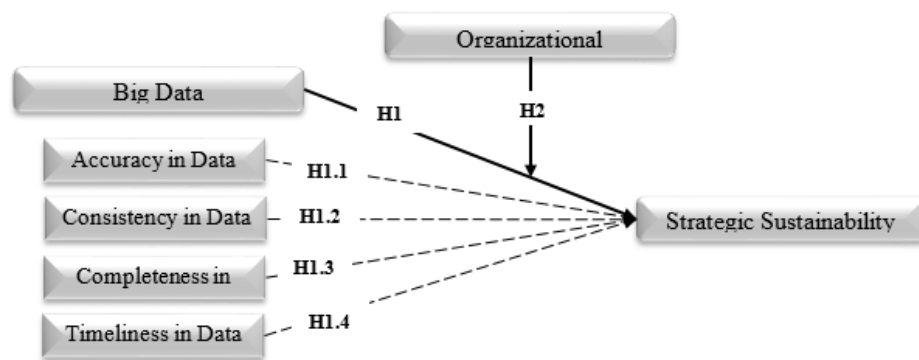 Organizational
Big Data
H1
H2
Accuracy in Data
H1.1
Consistency in Data
H1.2
Strategic Sustainability
Completeness in
H1.3
Timeliness in Data
H1.4